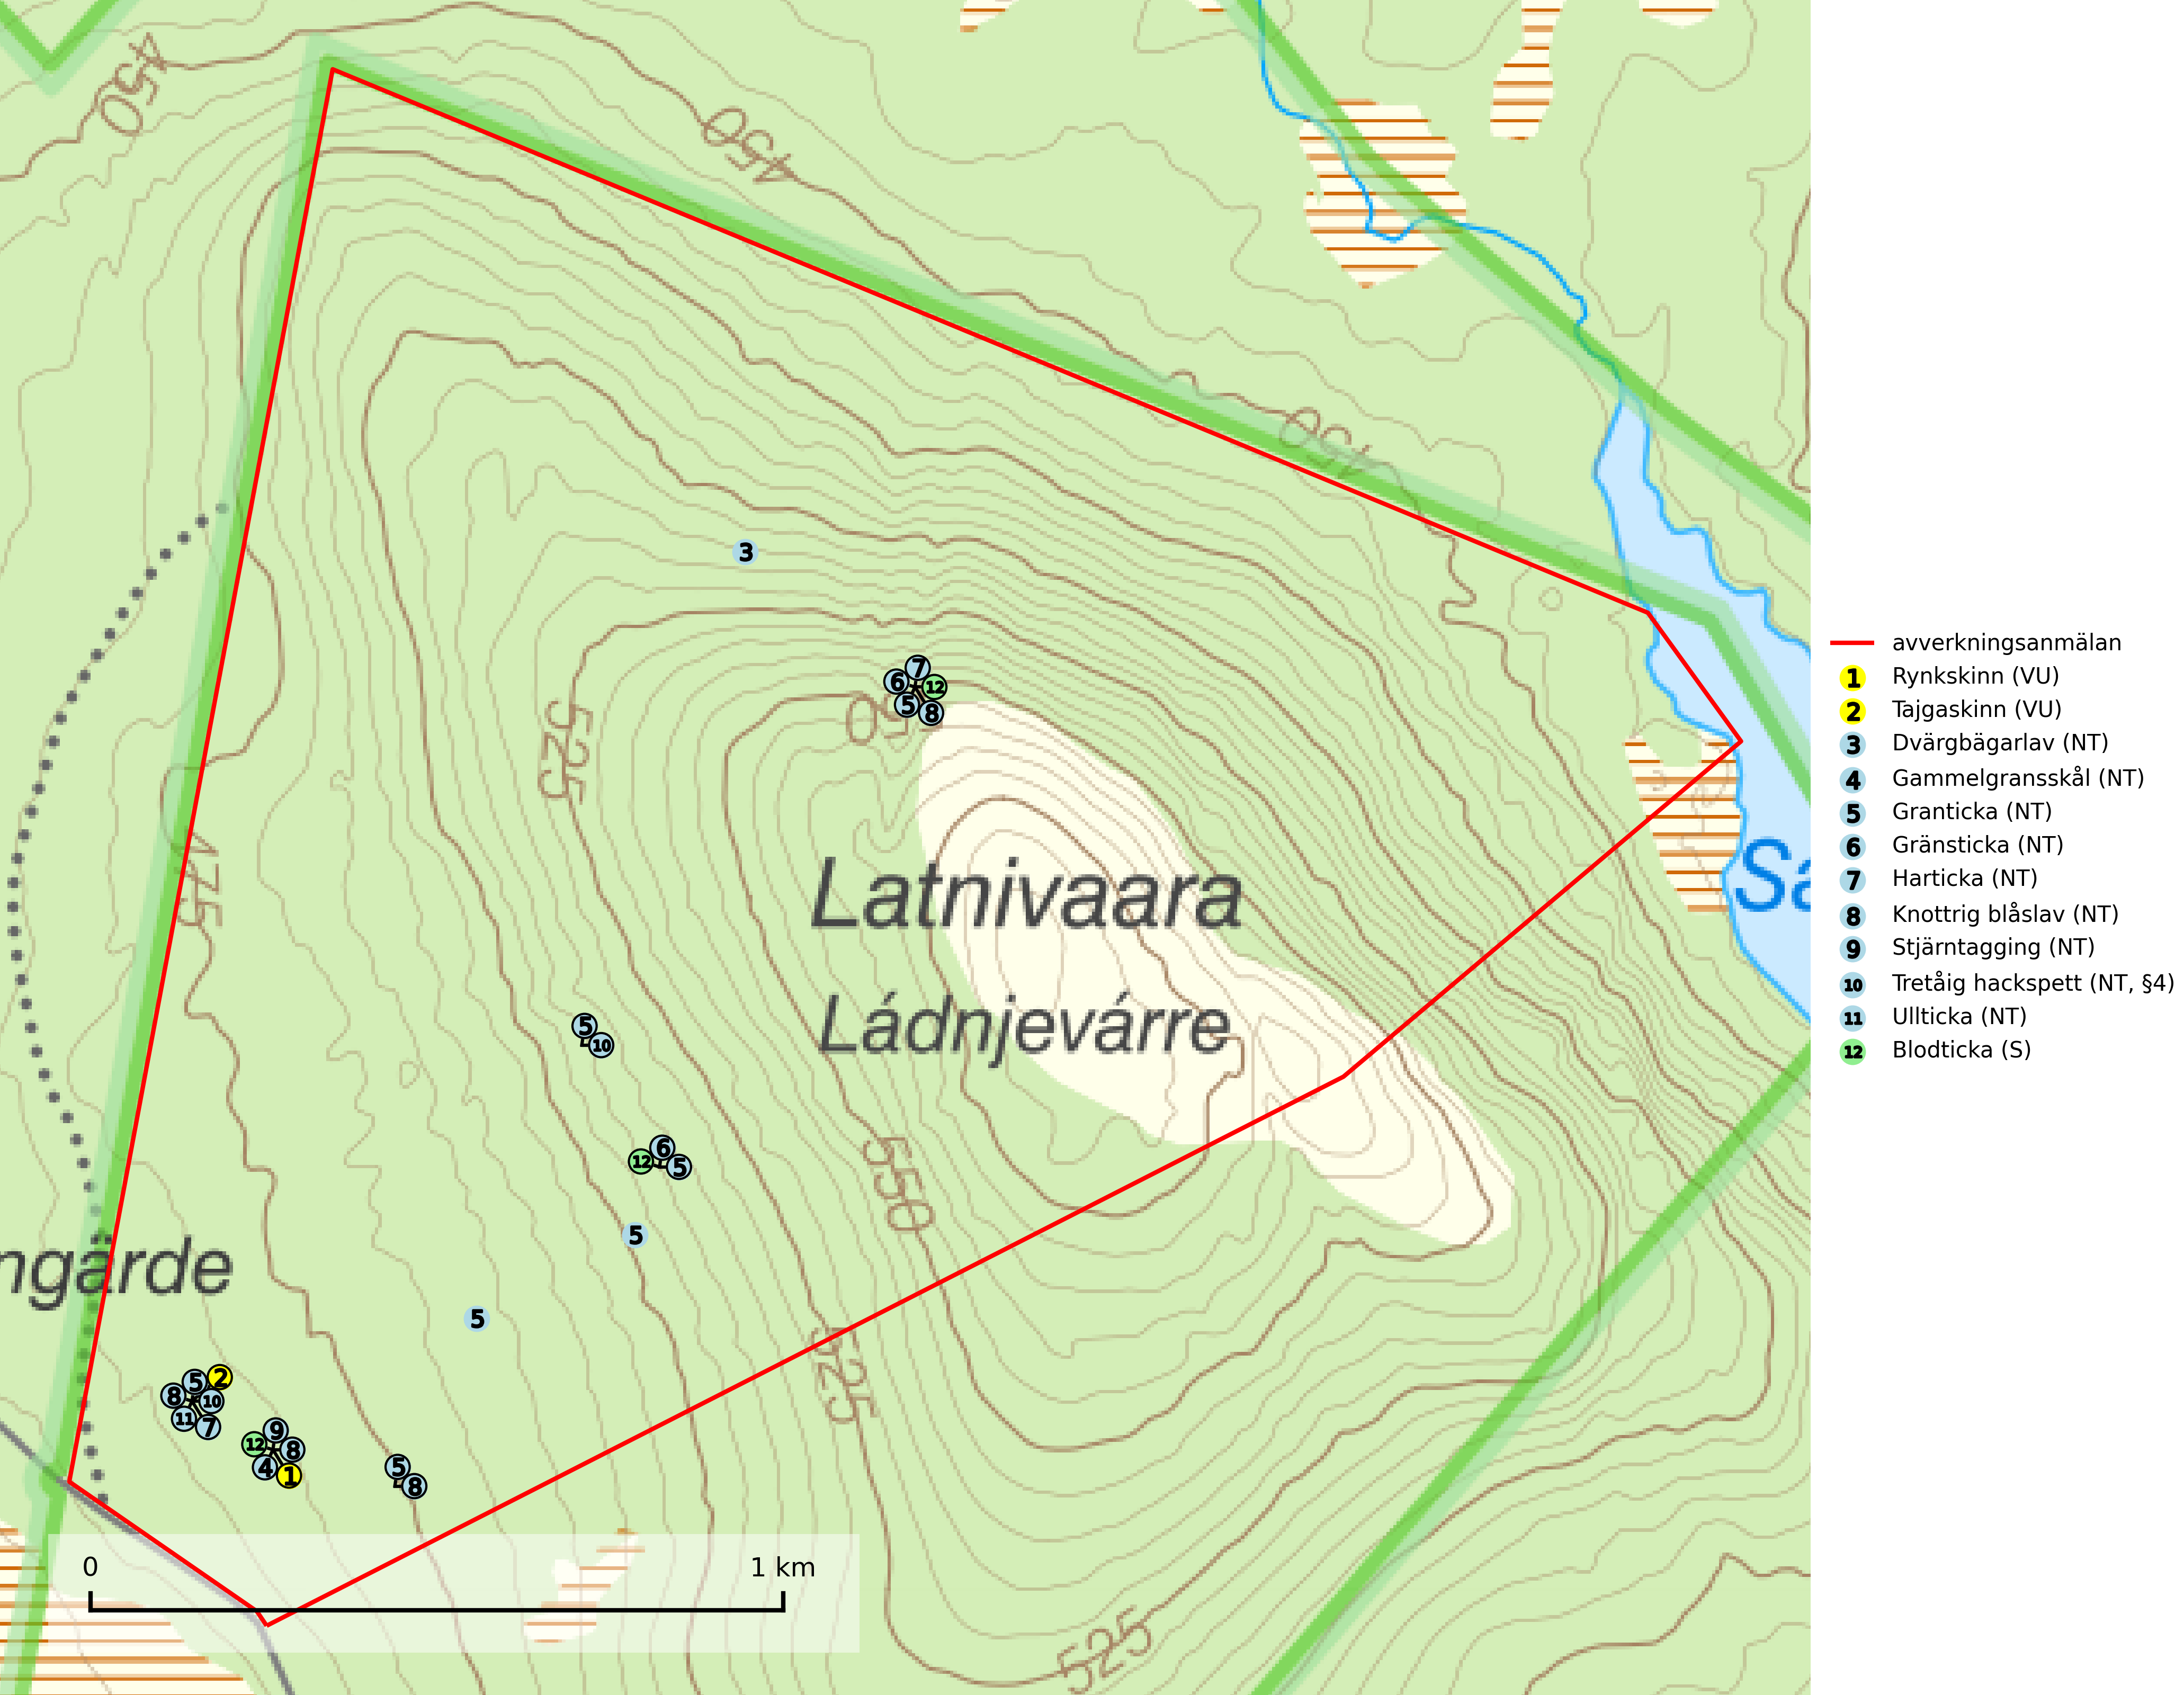 450
450
450
3
7
6
12
5
8
50
525
475
Latnivaara
Ládnjevárre
Sá
5
10
6
12
5
550
5
ngärde
5
525
5
2
8
10
11
7
9
12
8
4
1
5
8
0
1 km
525
avverkningsanmälan
1 Rynkskinn (VU)
2 Tajgaskinn (VU)
3 Dvärgbägarlav (NT)
4 Gammelgransskål (NT)
5 Granticka (NT)
6 Gränsticka (NT)
7 Harticka (NT)
8 Knottrig blåslav (NT)
9 Stjärntagging (NT)
10 Tretåig hackspett (NT, §4)
11 Ullticka (NT)
12 Blodticka (S)